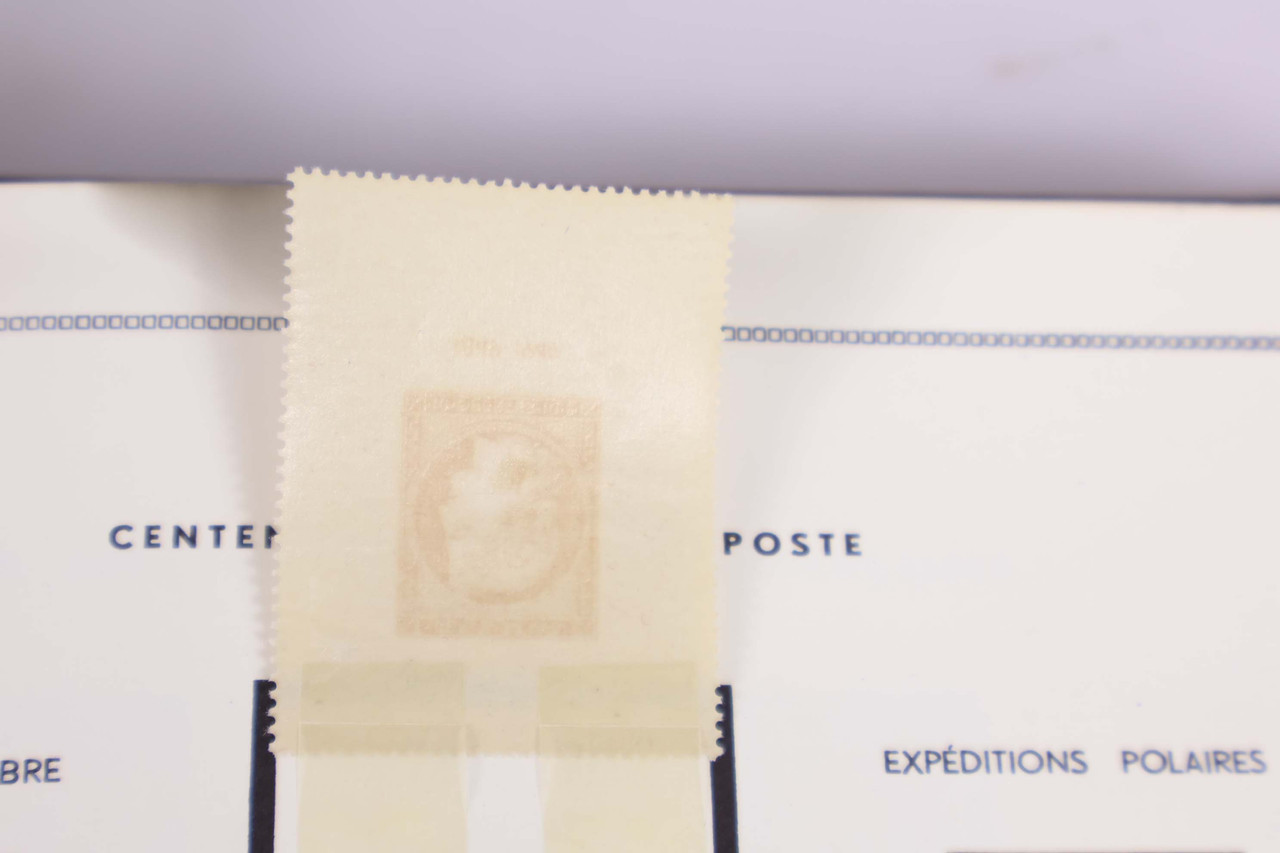 CENTEN POSTE
BRE
EXPÉDITIONS POLAIRES